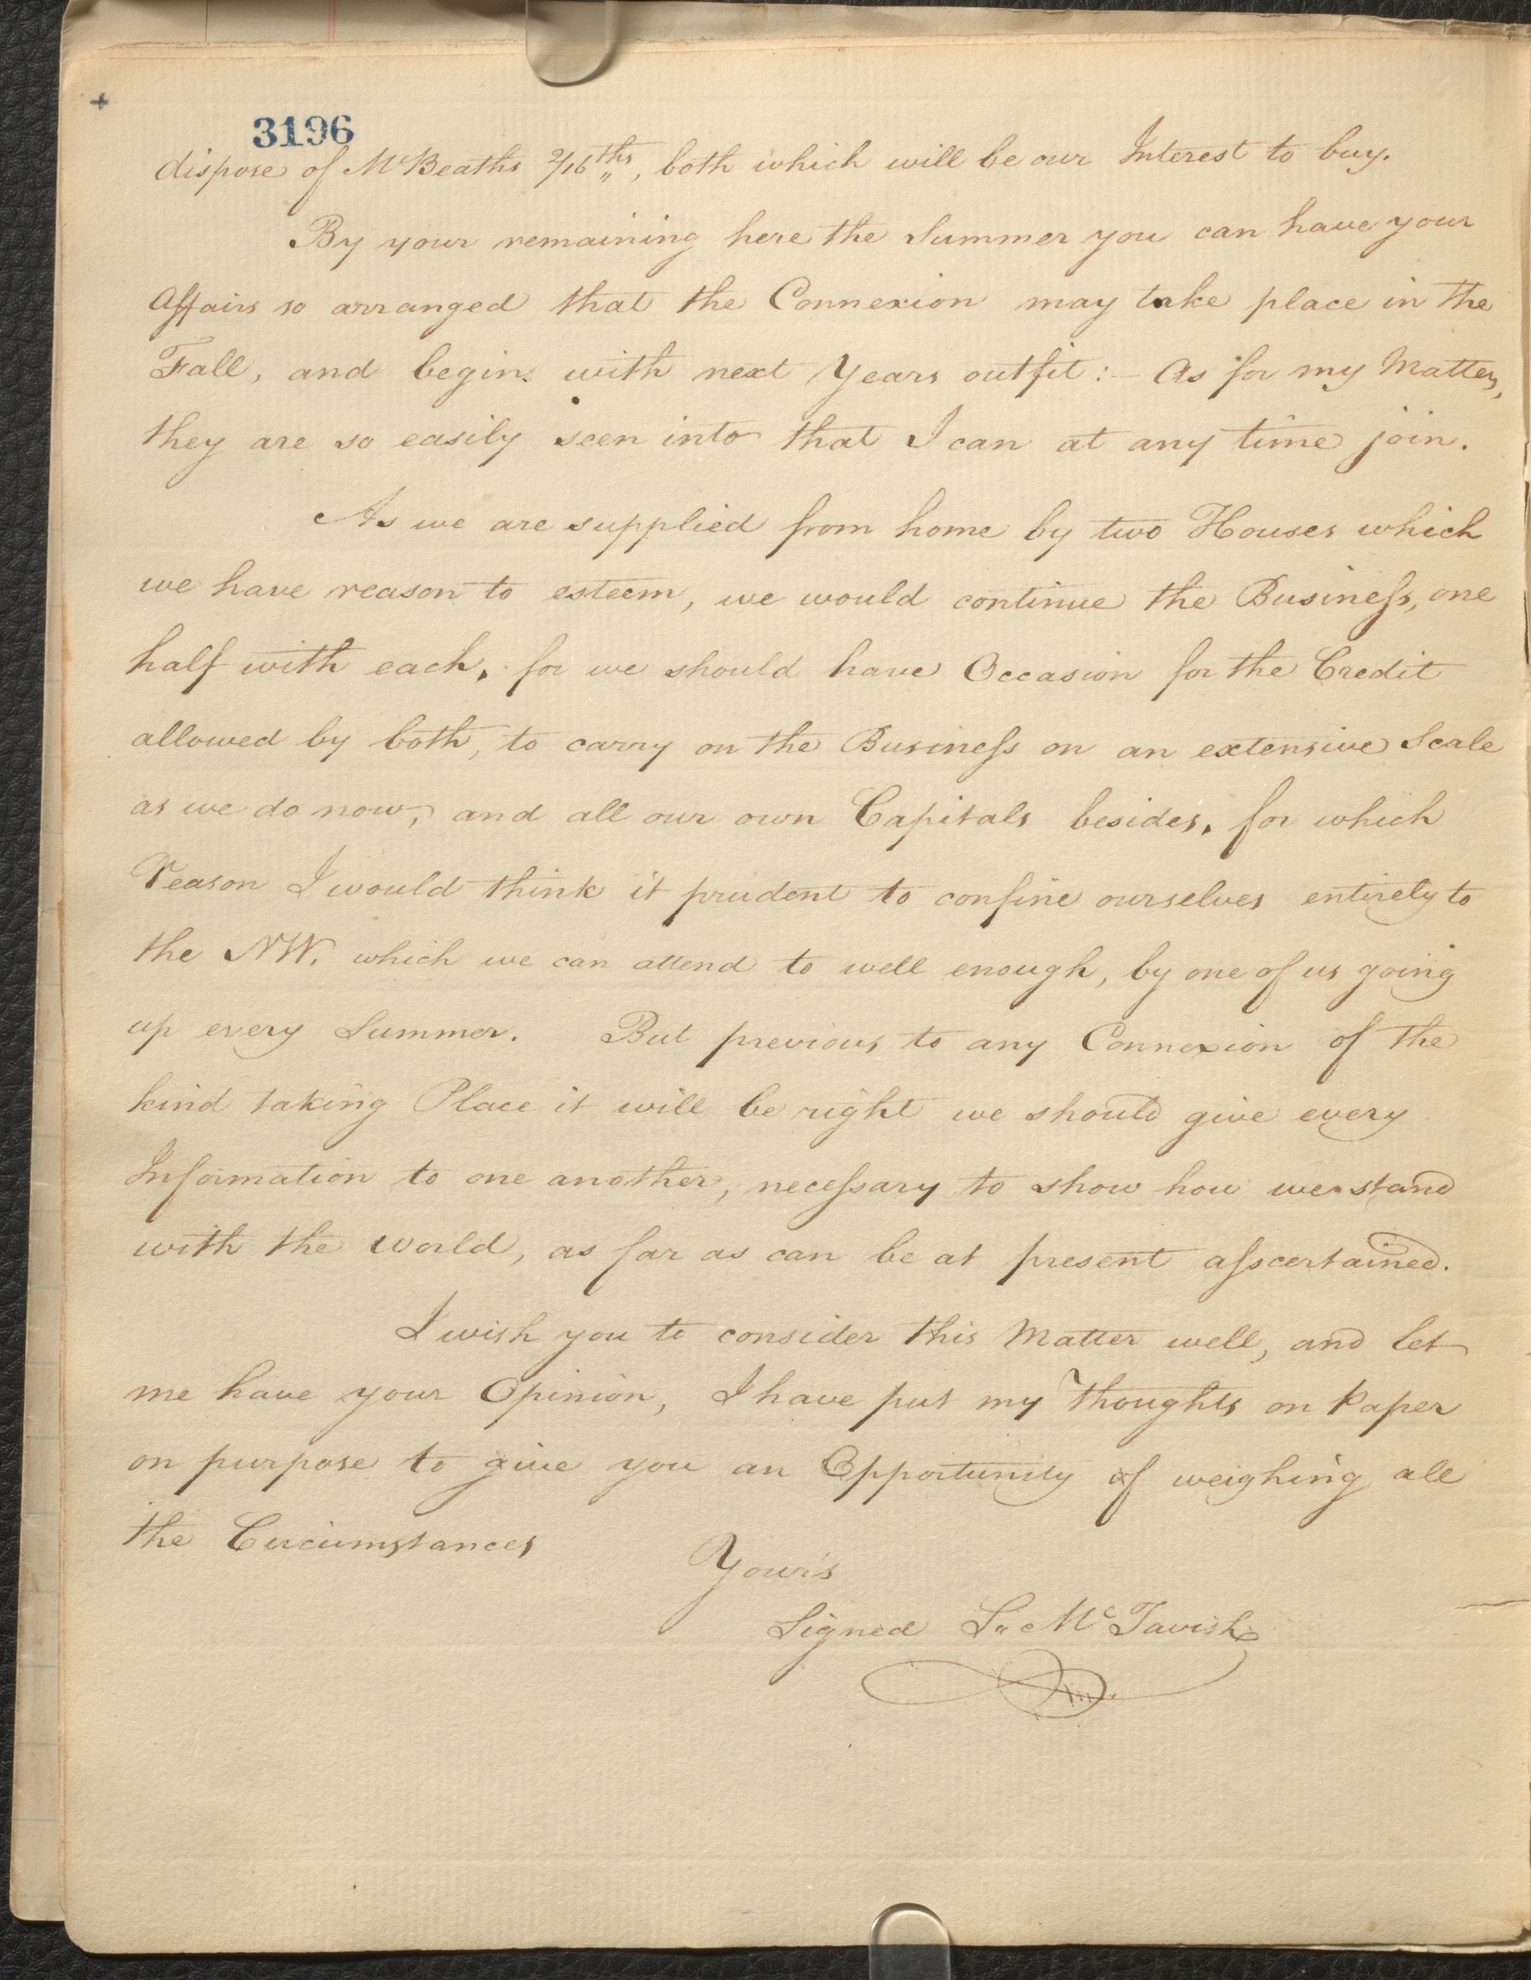 +
3196
dispose of McBeaths 2/16ths, both which will be our Interest to buy.
By your remaining here the Summer you can have your
Affairs so arranged that the Connexion may take place in the
Fall, and begin with next Years outfit:- As for my Matters,
they are so easily seen into that I can at any time join.
As we are supplied from home by two Houses which
we have reason to esteem, we would continue the Business, one
half with each, for we should have Occasion for the Credit
allowed by both, to carry on the Business on an extensive Scale
as we do now, and all our own Capitals besides, for which
reason I would think it prudent to confine ourselves entirely to
the NW. which we can attend to well enough, by one of us going
up every Summer. But previous to any Connexion of the
kind taking Place it will be right we should give every
Information to one another, necessary to show how we stand
with the world, as far as can be at present asscertained.
I wish you to consider this Matter well, and let
me have your Opinion, I have put my Thoughts on Paper
on purpose to give you an Opportunity of weighing all
the Circumstances
Your's
Signed Sn McTavish